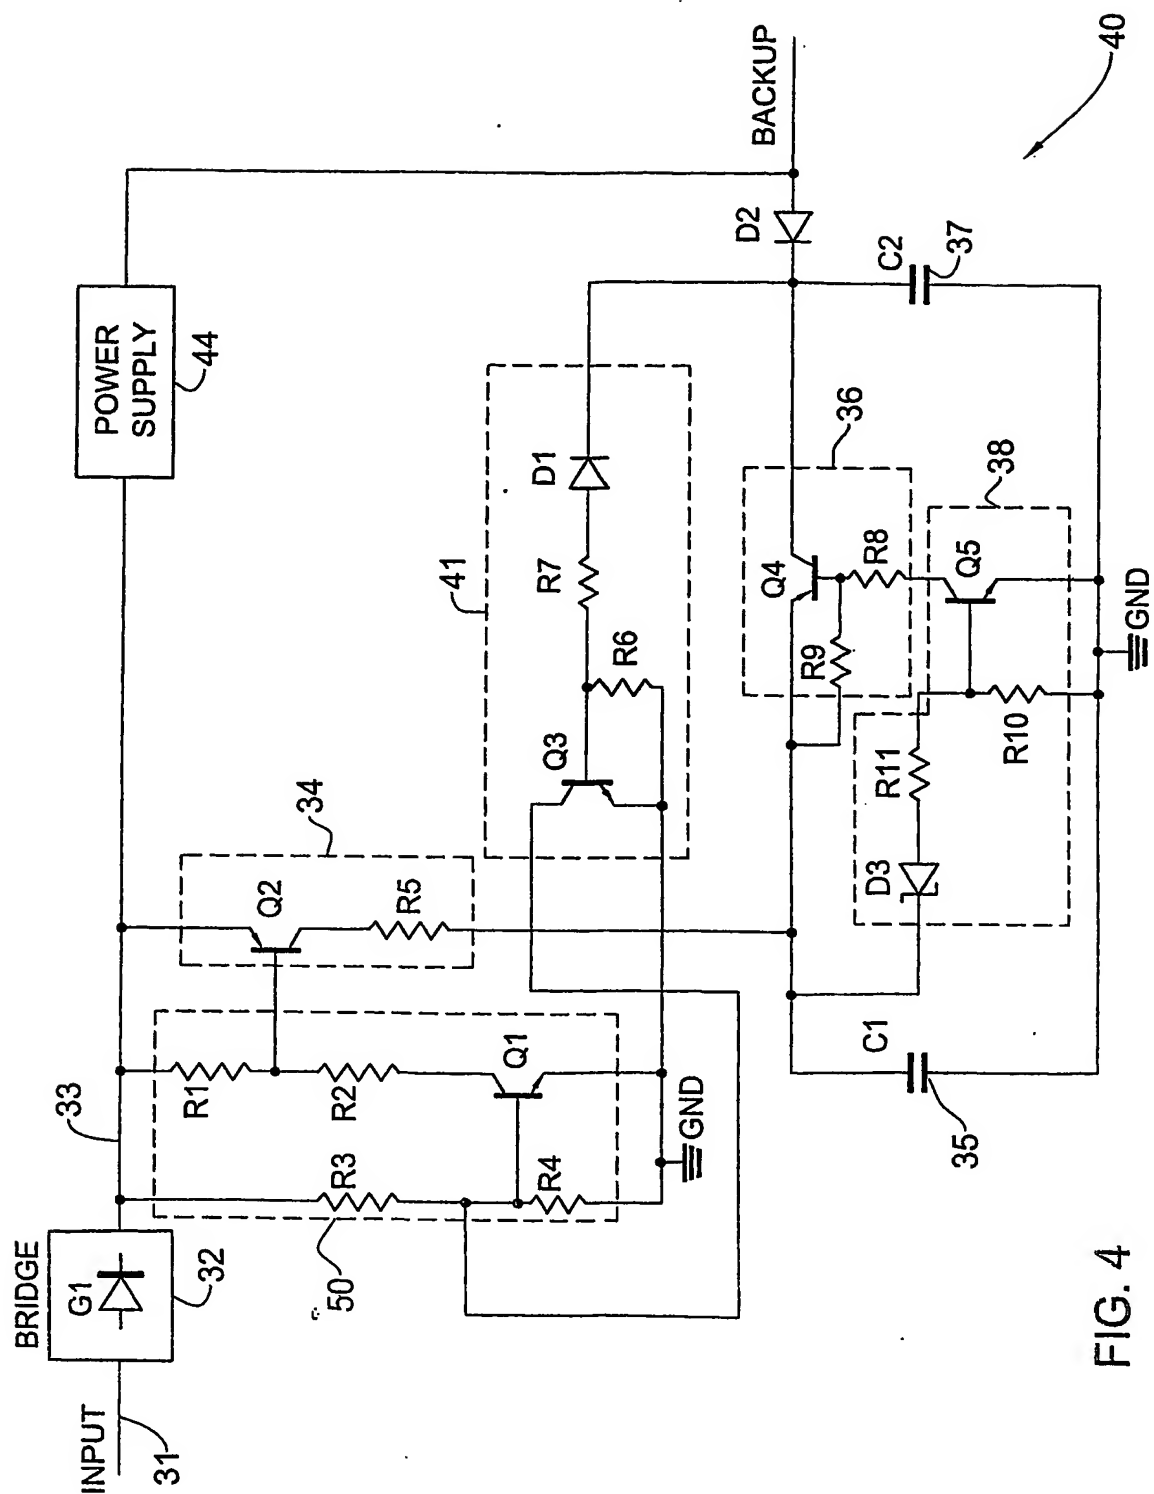 INPUT
31
BRIDGE
G1
32
33
50
R3
R4
R1
R2
Q1
GND
34
Q2
R5
POWER
SUPPLY
44
41
Q3
R6
R7
D1
BACKUP
D2
C2
37
36
Q4
R9
R8
38
Q5
R10
R11
D3
C1
35
GND
40
FIG. 4